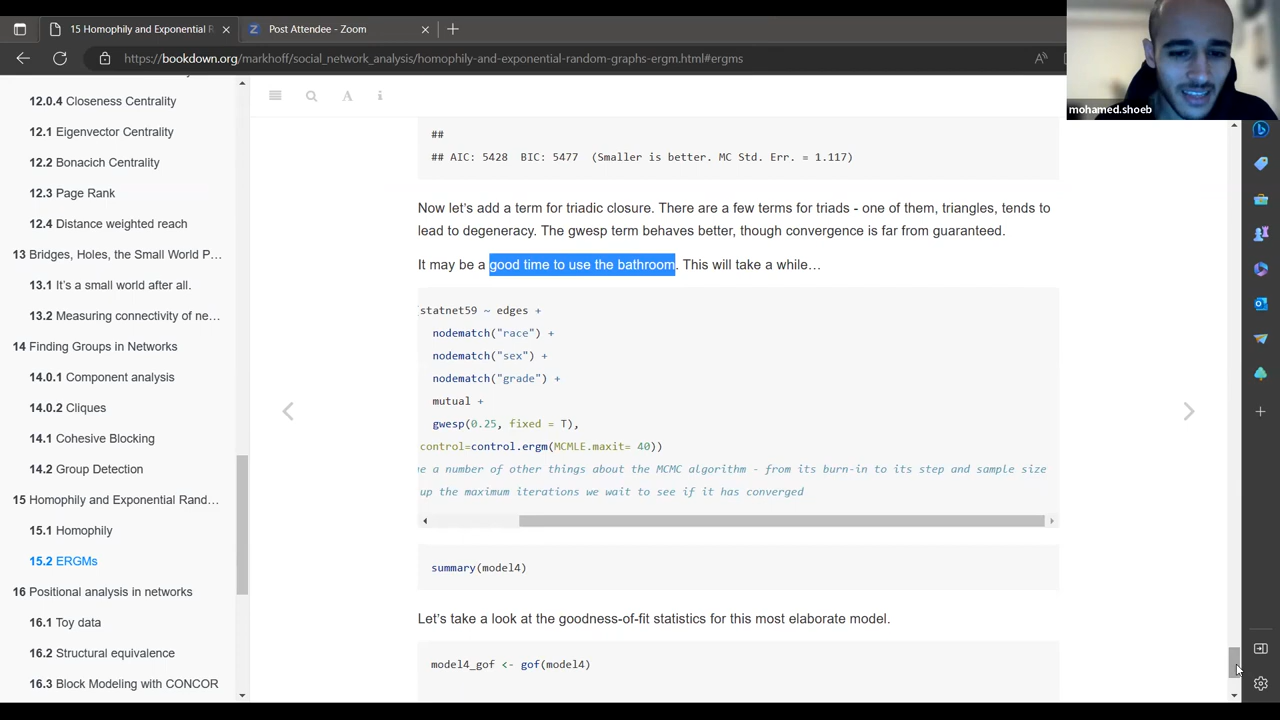 15 Homophily and Exponential R
Post Attendee - Zoom
https://bookdown.org/markhoff/social_network_analysis/homophily-and-exponential-random-graphs-ergm.html#ergms
mohamed.shoeb
12.0.4 Closeness Centrality
12.1 Eigenvector Centrality
12.2 Bonacich Centrality
12.3 Page Rank
12.4 Distance weighted reach
13 Bridges, Holes, the Small World P…
13.1 It's a small world after all.
13.2 Measuring connectivity of ne…
14 Finding Groups in Networks
14.0.1 Component analysis
14.0.2 Cliques
14.1 Cohesive Blocking
14.2 Group Detection
15 Homophily and Exponential Rand…
15.1 Homophily
15.2 ERGMs
16 Positional analysis in networks
16.1 Toy data
16.2 Structural equivalence
16.3 Block Modeling with CONCOR
##
## AIC: 5428  BIC: 5477  (Smaller is better. MC Std. Err. = 1.117)
Now let's add a term for triadic closure. There are a few terms for triads - one of them, triangles, tends to
lead to degeneracy. The gwesp term behaves better, though convergence is far from guaranteed.
It may be a good time to use the bathroom. This will take a while…
(statnet59 ~ edges +
nodematch("race") +
nodematch("sex") +
nodematch("grade") +
mutual +
gwesp(0.25, fixed = T),
control=control.ergm(MCMLE.maxit= 40))
e a number of other things about the MCMC algorithm - from its burn-in to its step and sample size
up the maximum iterations we wait to see if it has converged
summary(model4)
Let's take a look at the goodness-of-fit statistics for this most elaborate model.
model4_gof <- gof(model4)